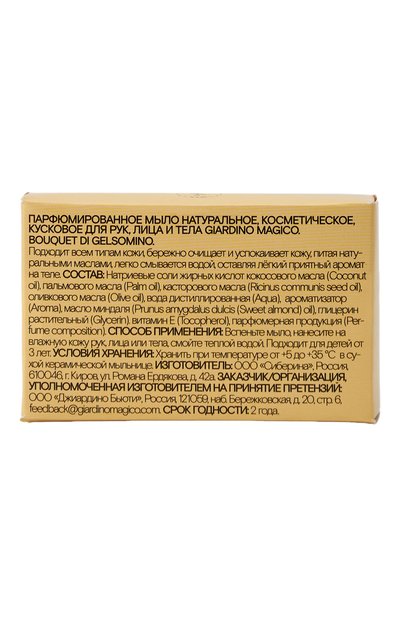 ПАРФЮМИРОВАННОЕ МЫЛО НАТУРАЛЬНОЕ, КОСМЕТИЧЕСКОЕ,
КУСКОВОЕ ДЛЯ РУК, ЛИЦА И ТЕЛА GIARDINO MAGICO.
BOUQUET DI GELSOMINO.
Подходит всем типам кожи, бережно очищает и успокаивает кожу, питая нату-
ральными маслами, легко смывается водой, оставляя лёгкий приятный аромат
на теле. СОСТАВ: Натриевые соли жирных кислот кокосового масла (Coconut
oil), пальмового масла (Palm oil), касторового масла (Ricinus communis seed oil),
оливкового масла (Olive oil), вода дистиллированная (Aqua), ароматизатор
(Aroma), масло миндаля (Prunus amygdalus dulcis (Sweet almond) oil), глицерин
растительный (Glycerin), витамин Е (Tocopherol), парфюмерная продукция (Per-
fume composition). СПОСОБ ПРИМЕНЕНИЯ: Вспеньте мыло, нанесите на
влажную кожу рук, лица или тела, смойте теплой водой. Подходит для детей от
3 лет. УСЛОВИЯ ХРАНЕНИЯ: Хранить при температуре от +5 до +35 °С в су-
хой керамической мыльнице. ИЗГОТОВИТЕЛЬ: ООО «Сиберина», Россия,
610046, г. Киров, ул. Романа Ердякова, д. 42а. ЗАКАЗЧИК/ОРГАНИЗАЦИЯ,
УПОЛНОМОЧЕННАЯ ИЗГОТОВИТЕЛЕМ НА ПРИНЯТИЕ ПРЕТЕНЗИЙ:
ООО «Джиардино Бьюти», Россия, 121059, наб. Бережковская, д. 20, стр. 6,
feedback@giardinomagico.com. СРОК ГОДНОСТИ: 2 года.